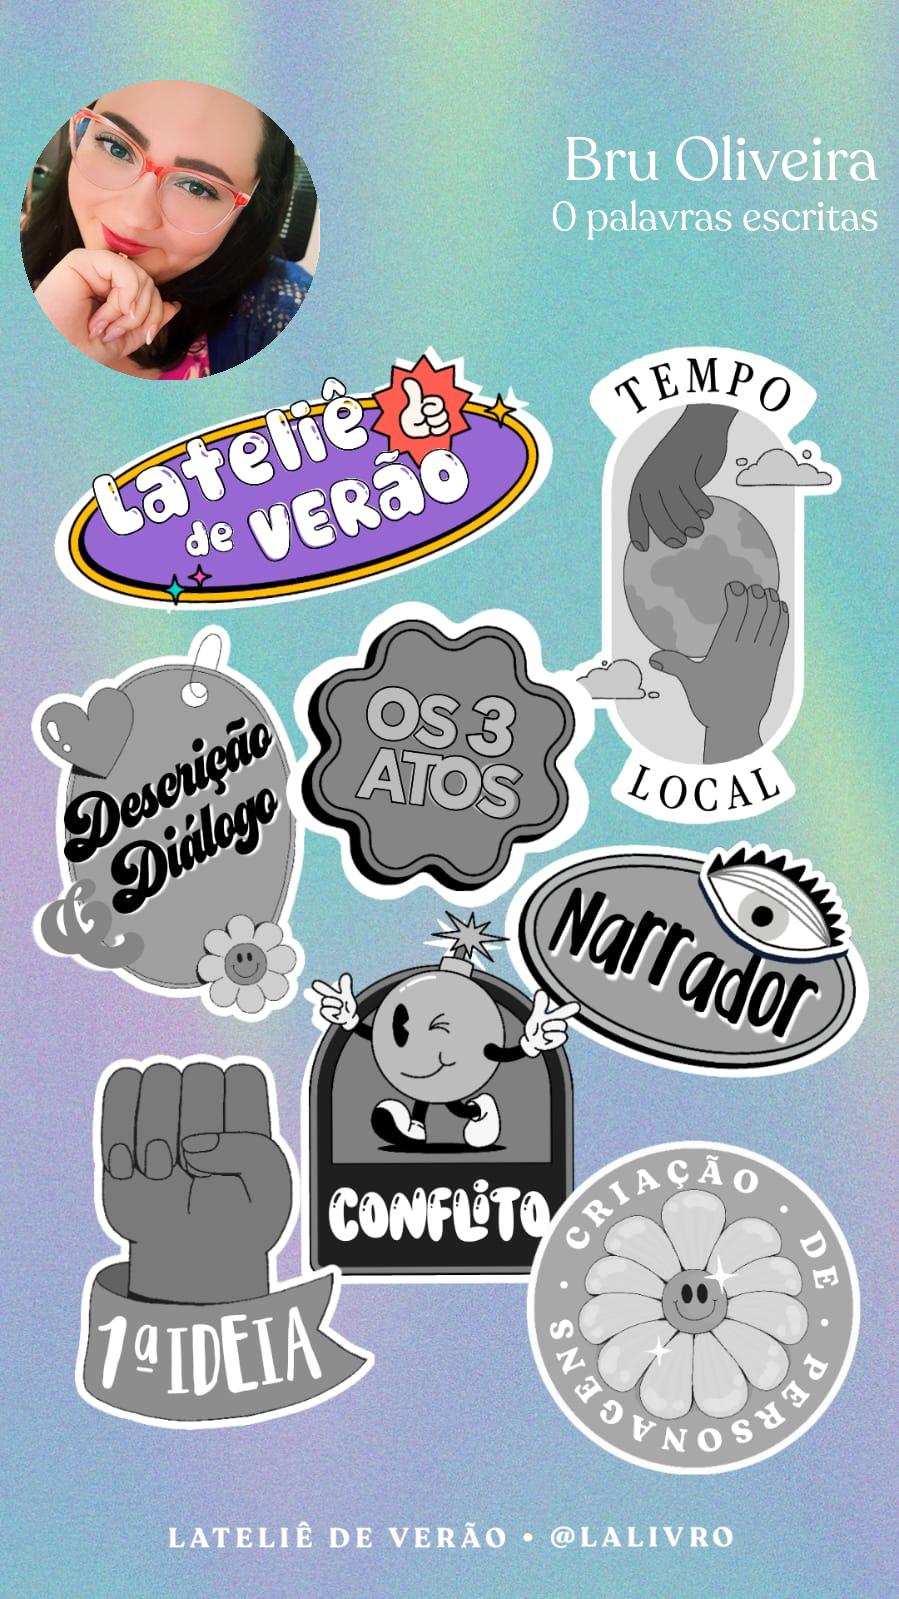 Bru Oliveira
0 palavras escritas
Lateliê
de VERÃO
TEMPO
LOCAL
Descrição
&
Diálogo
OS 3
ATOS
Narrador
CONFLITO
1ª IDEIA
CRIAÇÃO • DE • PERSONAGENS •
LATELIÊ DE VERÃO • @LALIVRO